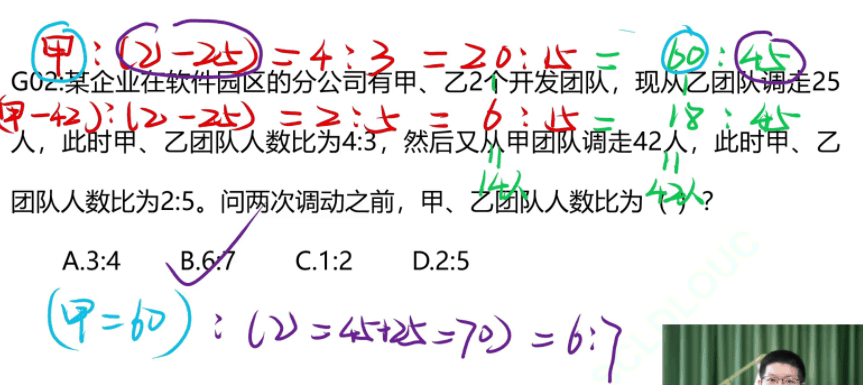 甲:(乙-25)=4:3=20:15=60:45
G02:某企业在软件园区的分公司有甲、乙2个开发团队，现从乙团队调走25
(甲-42):(乙-25)=2:5=6:15=18:45
人，此时甲、乙团队人数比为4:3，然后又从甲团队调走42人，此时甲、乙
14份 42人
团队人数比为2:5。问两次调动之前，甲、乙团队人数比为（ ）？
A.3:4 B.6:7 C.1:2 D.2:5
(甲=60):(乙=45+25=70)=6:7